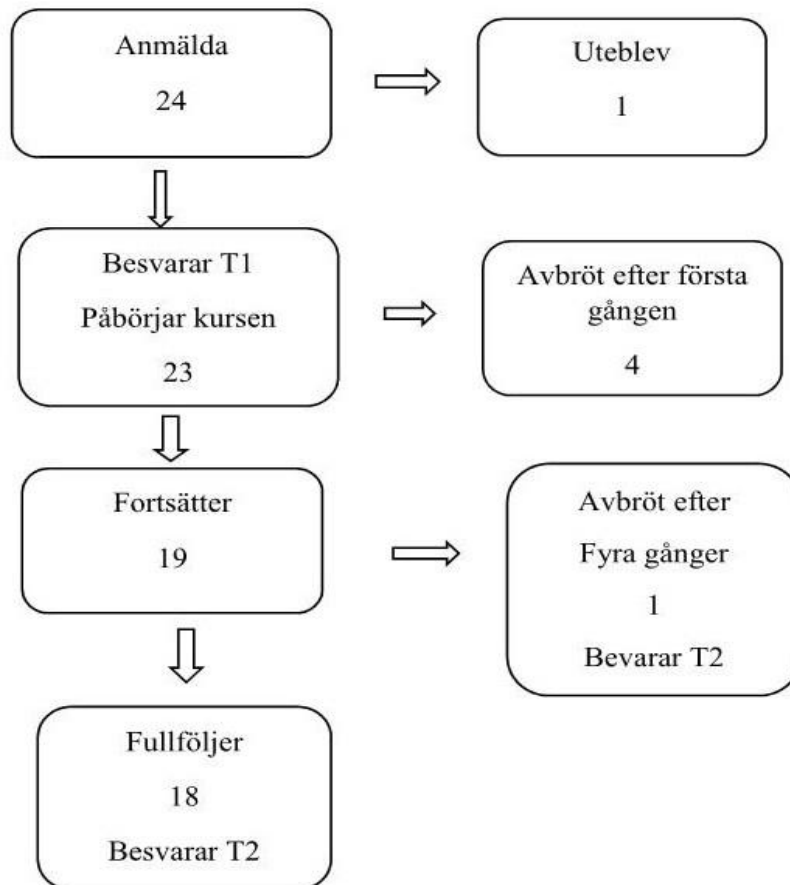 Anmälda
24
Uteblev
1
Besvarar T1
Påbörjar kursen
23
Avbröt efter första
gången
4
Fortsätter
19
Avbröt efter
Fyra gånger
1
Bevarar T2
Fullföljer
18
Besvarar T2